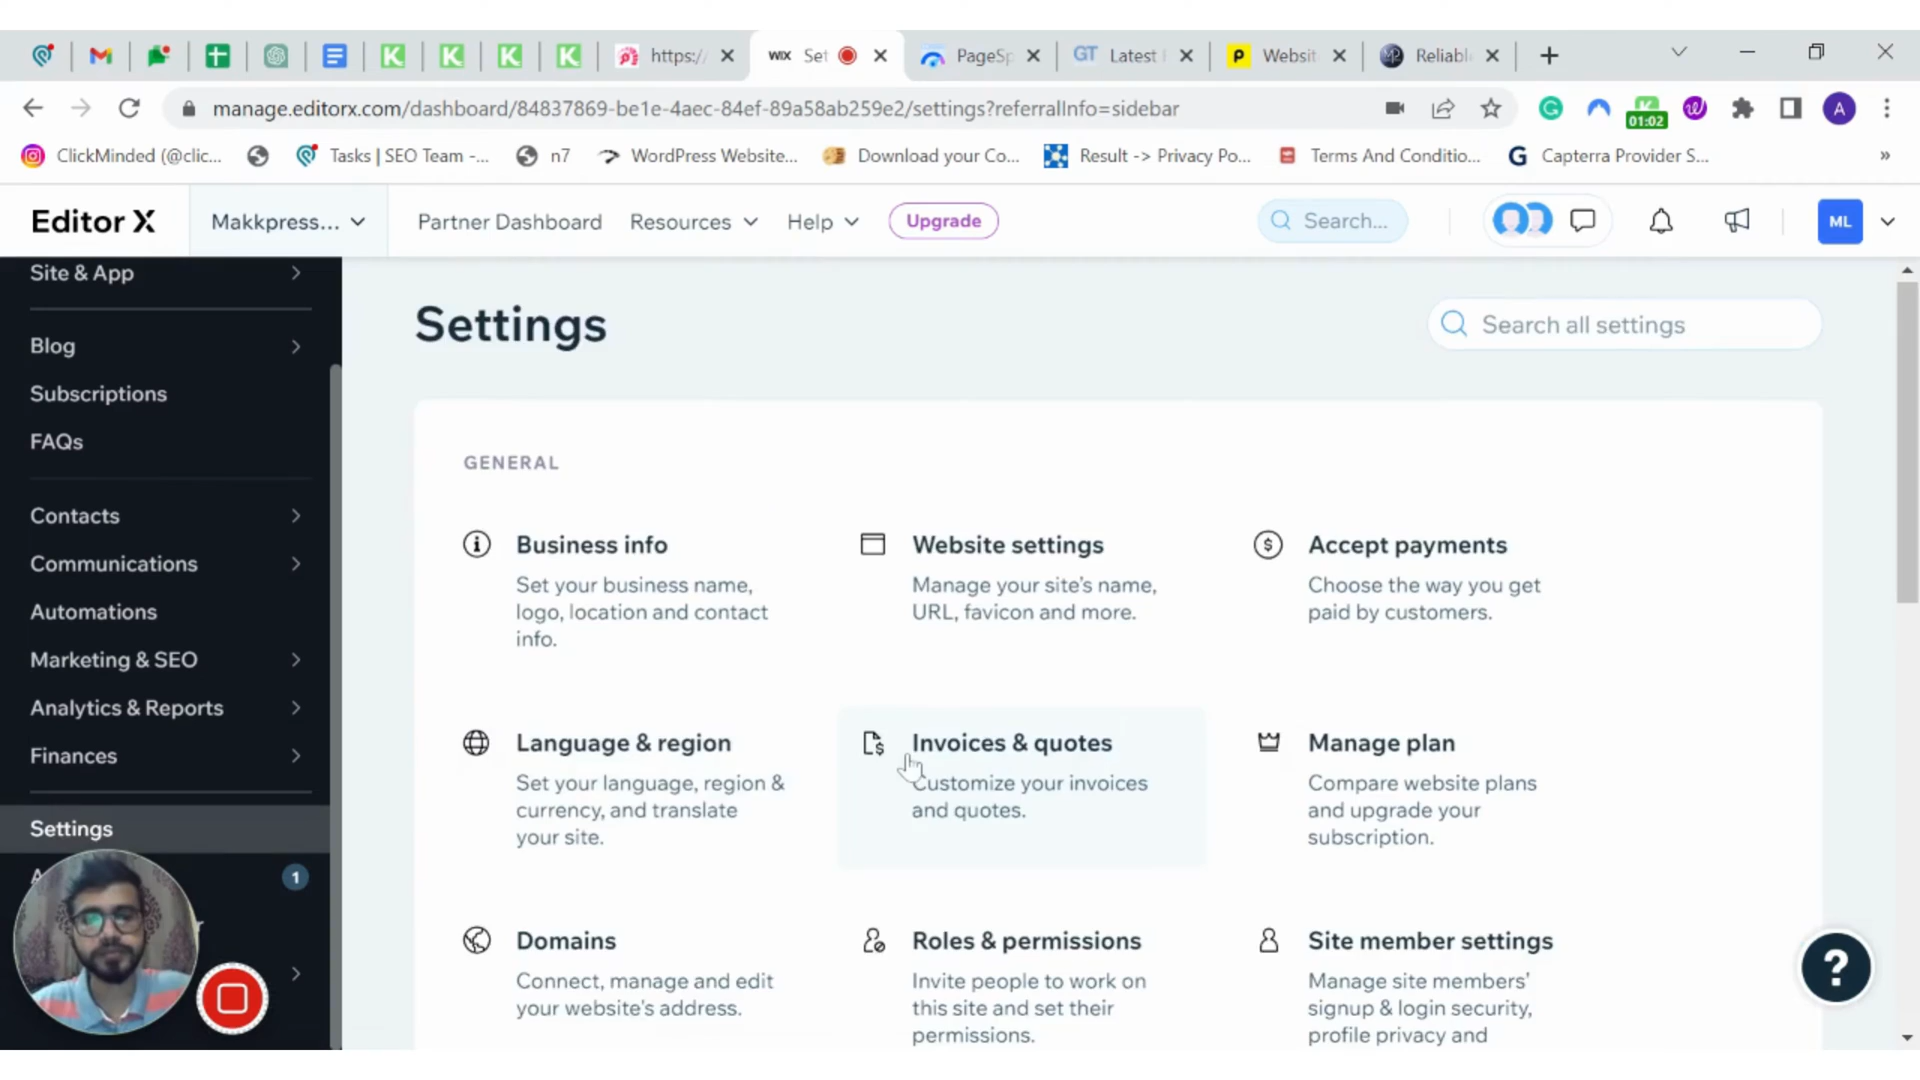 https:/
WIX Set
PageSp
GT Latest
Websit
Reliabl
manage.editorx.com/dashboard/84837869-be1e-4aec-84ef-89a58ab259e2/settings?referralInfo=sidebar
01:02
A
ClickMinded (@clic...
Tasks | SEO Team -...
n7
WordPress Website...
Download your Co...
Result -> Privacy Po...
Terms And Conditio...
G Capterra Provider S...
»
Editor X
Makkpress...
Partner Dashboard
Resources
Help
Upgrade
Search...
ML
Site & App
Blog
Subscriptions
FAQs
Contacts
Communications
Automations
Marketing & SEO
Analytics & Reports
Finances
Settings
1
Settings
Search all settings
GENERAL
Business info
Set your business name,
logo, location and contact
info.
Website settings
Manage your site's name,
URL, favicon and more.
Accept payments
Choose the way you get
paid by customers.
Language & region
Set your language, region &
currency, and translate
your site.
Invoices & quotes
Customize your invoices
and quotes.
Manage plan
Compare website plans
and upgrade your
subscription.
Domains
Connect, manage and edit
your website's address.
Roles & permissions
Invite people to work on
this site and set their
permissions.
Site member settings
Manage site members'
signup & login security,
profile privacy and
?